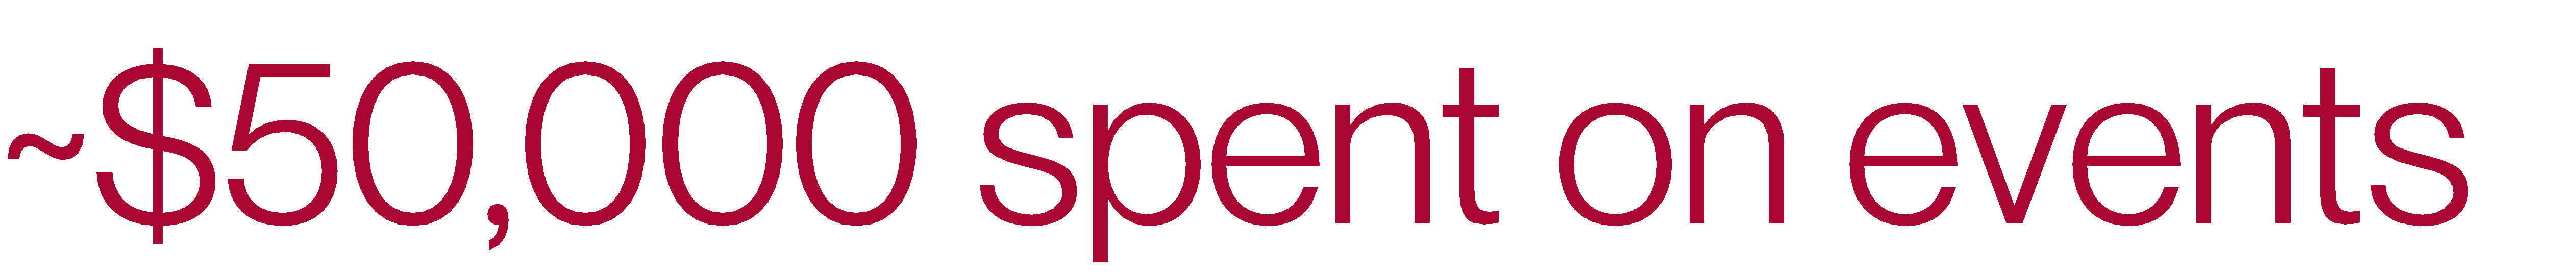 ~$50,000 spent on events